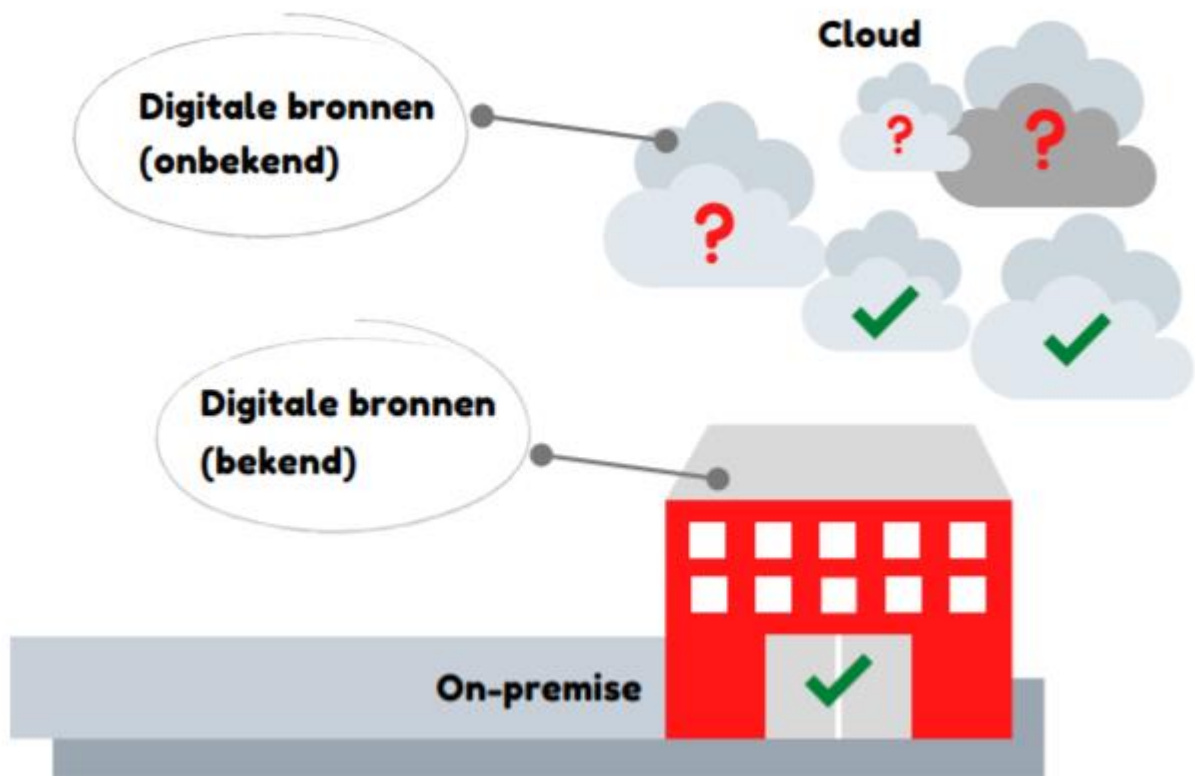 Cloud
Digitale bronnen
(onbekend)
?
?
?
Digitale bronnen
(bekend)
On-premise